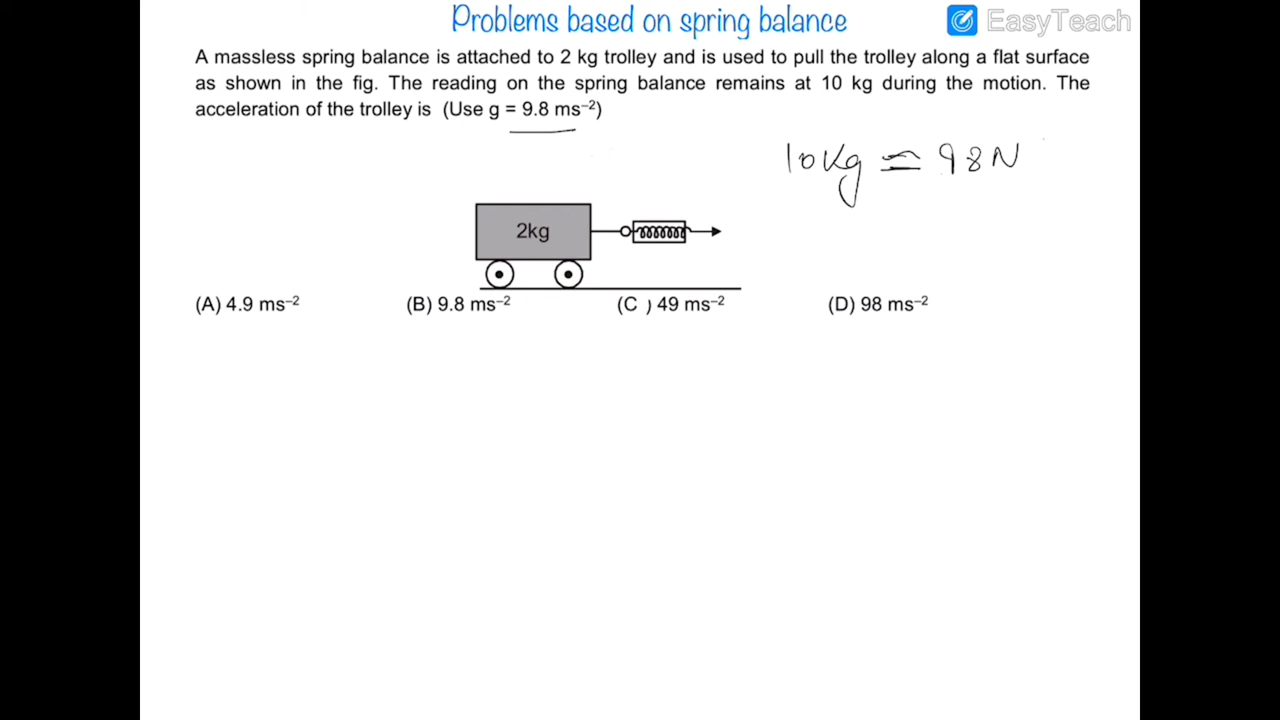 Problems based on spring balance
EasyTeach
A massless spring balance is attached to 2 kg trolley and is used to pull the trolley along a flat surface
as shown in the fig. The reading on the spring balance remains at 10 kg during the motion. The
acceleration of the trolley is (Use g = 9.8 ms⁻²)
10Kg ≃ 98N
2kg
(A) 4.9 ms⁻² (B) 9.8 ms⁻² (C ) 49 ms⁻² (D) 98 ms⁻²